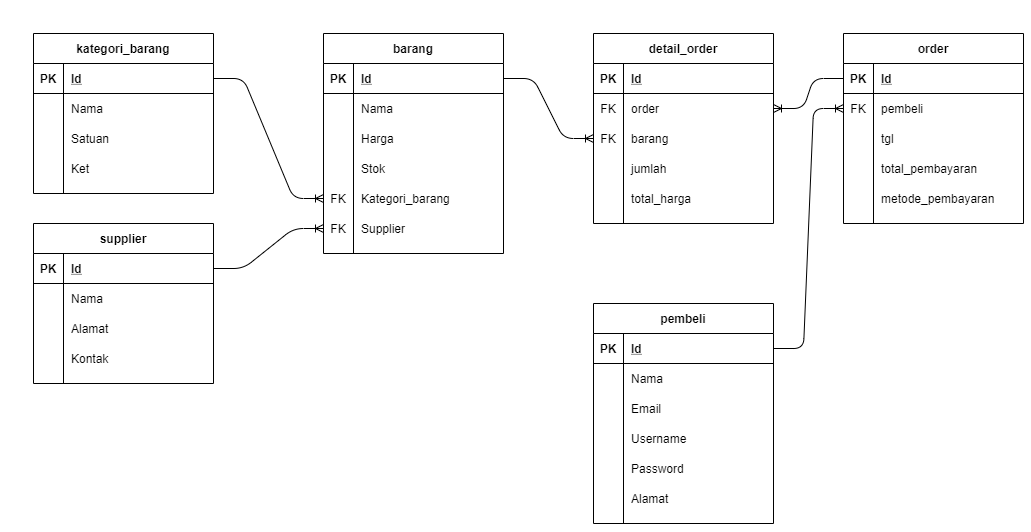 kategori_barang
PK Id
Nama
Satuan
Ket
supplier
PK Id
Nama
Alamat
Kontak
barang
PK Id
Nama
Harga
Stok
FK Kategori_barang
FK Supplier
detail_order
PK Id
FK order
FK barang
jumlah
total_harga
order
PK Id
FK pembeli
tgl
total_pembayaran
metode_pembayaran
pembeli
PK Id
Nama
Email
Username
Password
Alamat